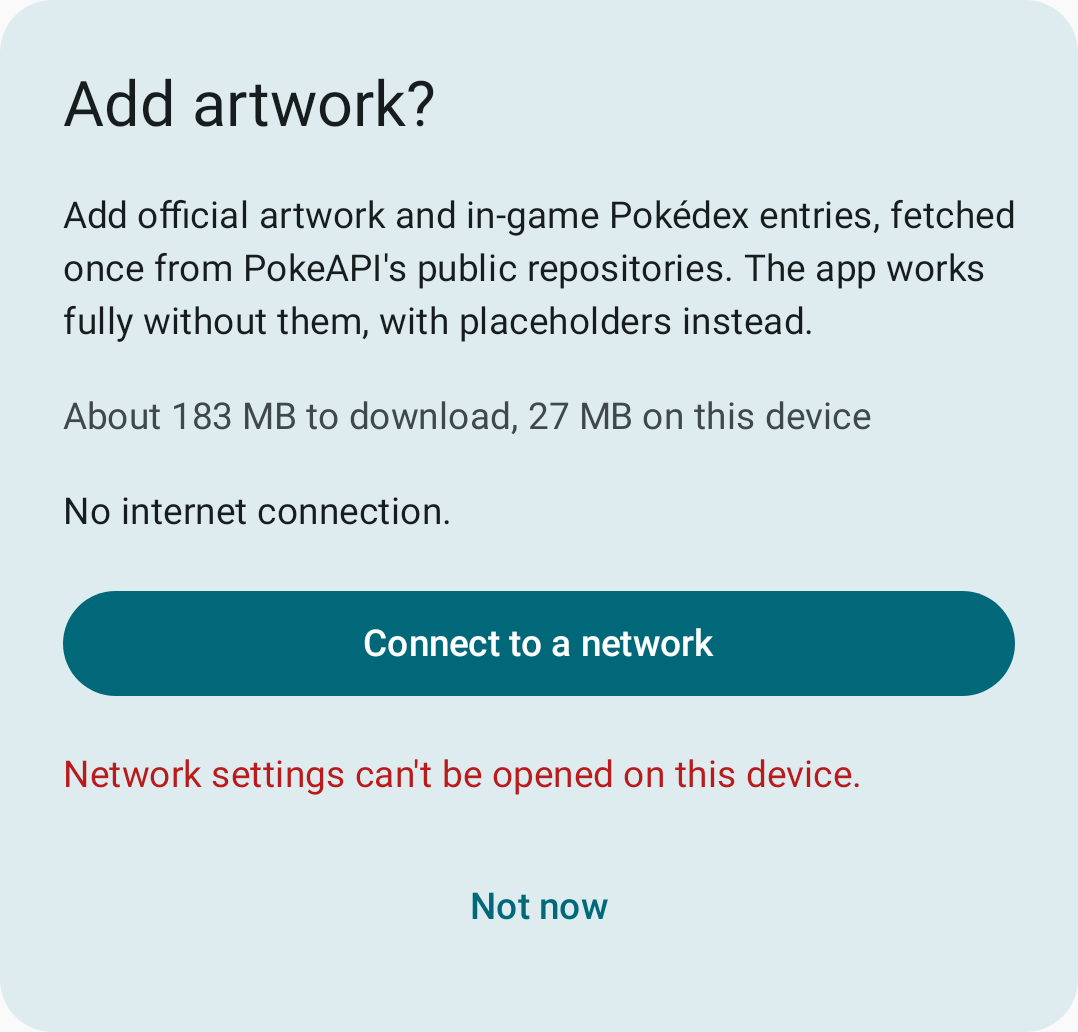 Add artwork?
Add official artwork and in-game Pokédex entries, fetched
once from PokeAPI's public repositories. The app works
fully without them, with placeholders instead.
About 183 MB to download, 27 MB on this device
No internet connection.
Connect to a network
Network settings can't be opened on this device.
Not now